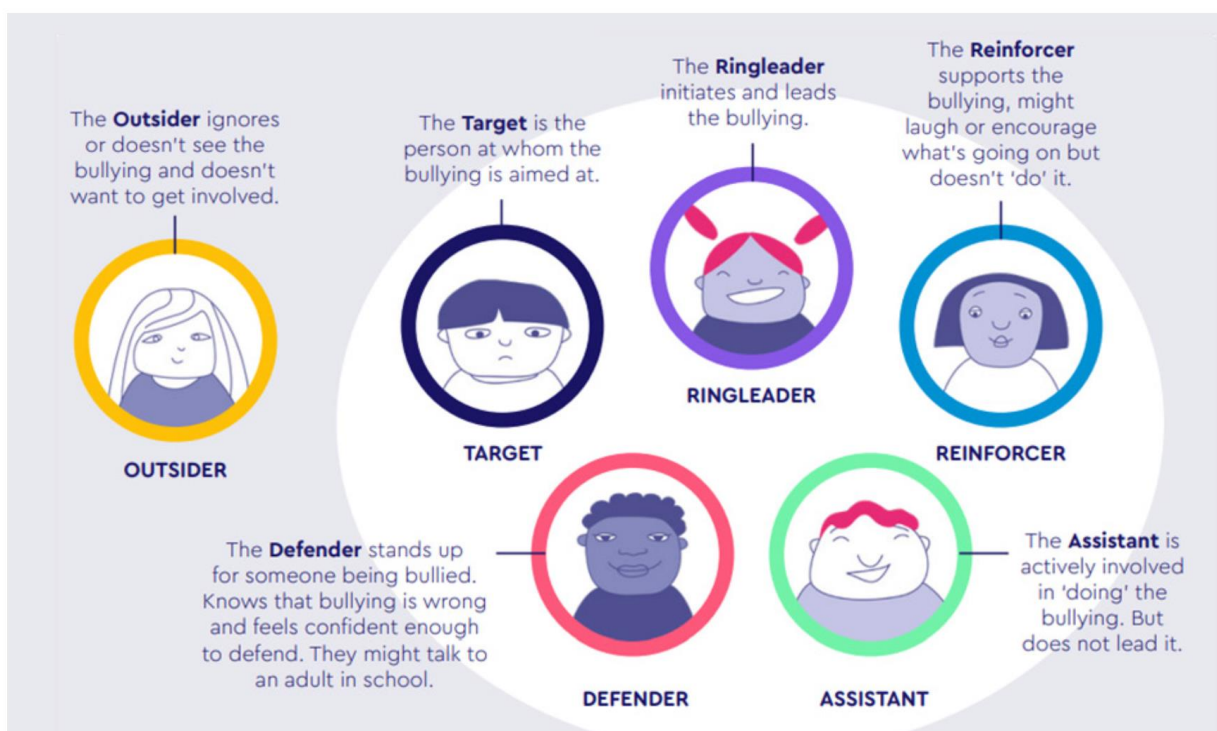 The Outsider ignores
or doesn't see the
bullying and doesn't
want to get involved.
OUTSIDER
The Target is the
person at whom the
bullying is aimed at.
TARGET
The Ringleader
initiates and leads
the bullying.
RINGLEADER
The Reinforcer
supports the
bullying, might
laugh or encourage
what's going on but
doesn't 'do' it.
REINFORCER
The Defender stands up
for someone being bullied.
Knows that bullying is wrong
and feels confident enough
to defend. They might talk to
an adult in school.
DEFENDER
The Assistant is
actively involved
in 'doing' the
bullying. But
does not lead it.
ASSISTANT